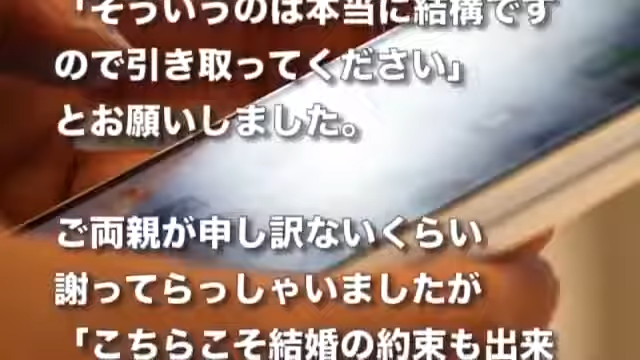 「そういうのは本当に結構です
ので引き取ってください」
とお願いしました。
ご両親が申し訳ないくらい
謝ってらっしゃいましたが
「こちらこそ結婚の約束も出来